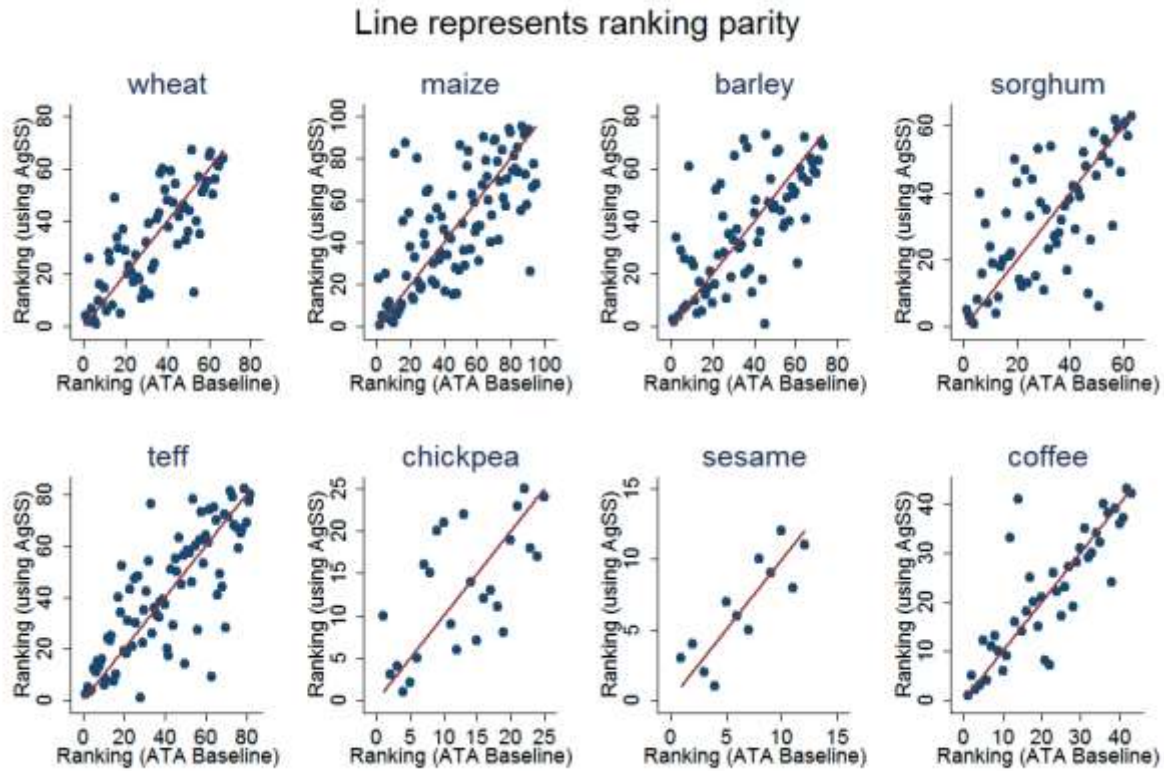 Line represents ranking parity
wheat
Ranking (using AgSS)
0 20 40 60 80
0 20 40 60 80
Ranking (ATA Baseline)
maize
Ranking (using AgSS)
0 20 40 60 80 100
0 20 40 60 80 100
Ranking (ATA Baseline)
barley
Ranking (using AgSS)
0 20 40 60 80
0 20 40 60 80
Ranking (ATA Baseline)
sorghum
Ranking (using AgSS)
0 20 40 60
0 20 40 60
Ranking (ATA Baseline)
teff
Ranking (using AgSS)
0 20 40 60 80
0 20 40 60 80
Ranking (ATA Baseline)
chickpea
Ranking (using AgSS)
0 5 10 15 20 25
0 5 10 15 20 25
Ranking (ATA Baseline)
sesame
Ranking (using AgSS)
0 5 10 15
0 5 10 15
Ranking (ATA Baseline)
coffee
Ranking (using AgSS)
0 10 20 30 40
0 10 20 30 40
Ranking (ATA Baseline)